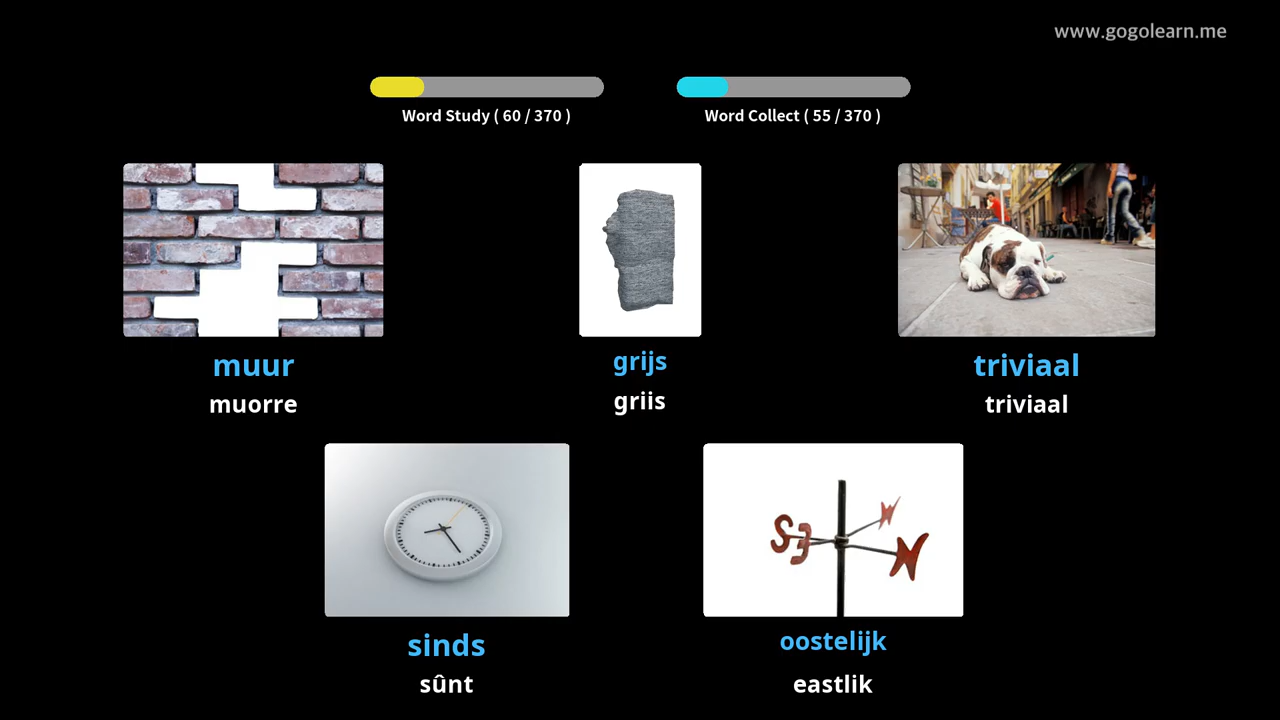 www.gogolearn.me
Word Study ( 60 / 370 )
Word Collect ( 55 / 370 )
muur
muorre
grijs
griis
triviaal
triviaal
S
E
W
N
sinds
sûnt
oostelijk
eastlik